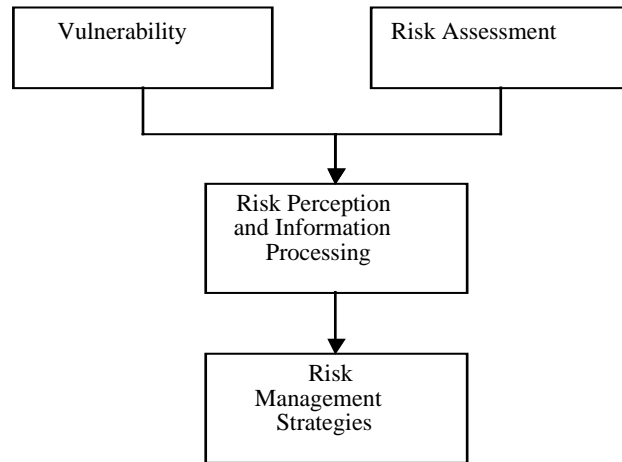 Vulnerability
Risk Assessment
Risk Perception
and Information
Processing
Risk
Management
Strategies